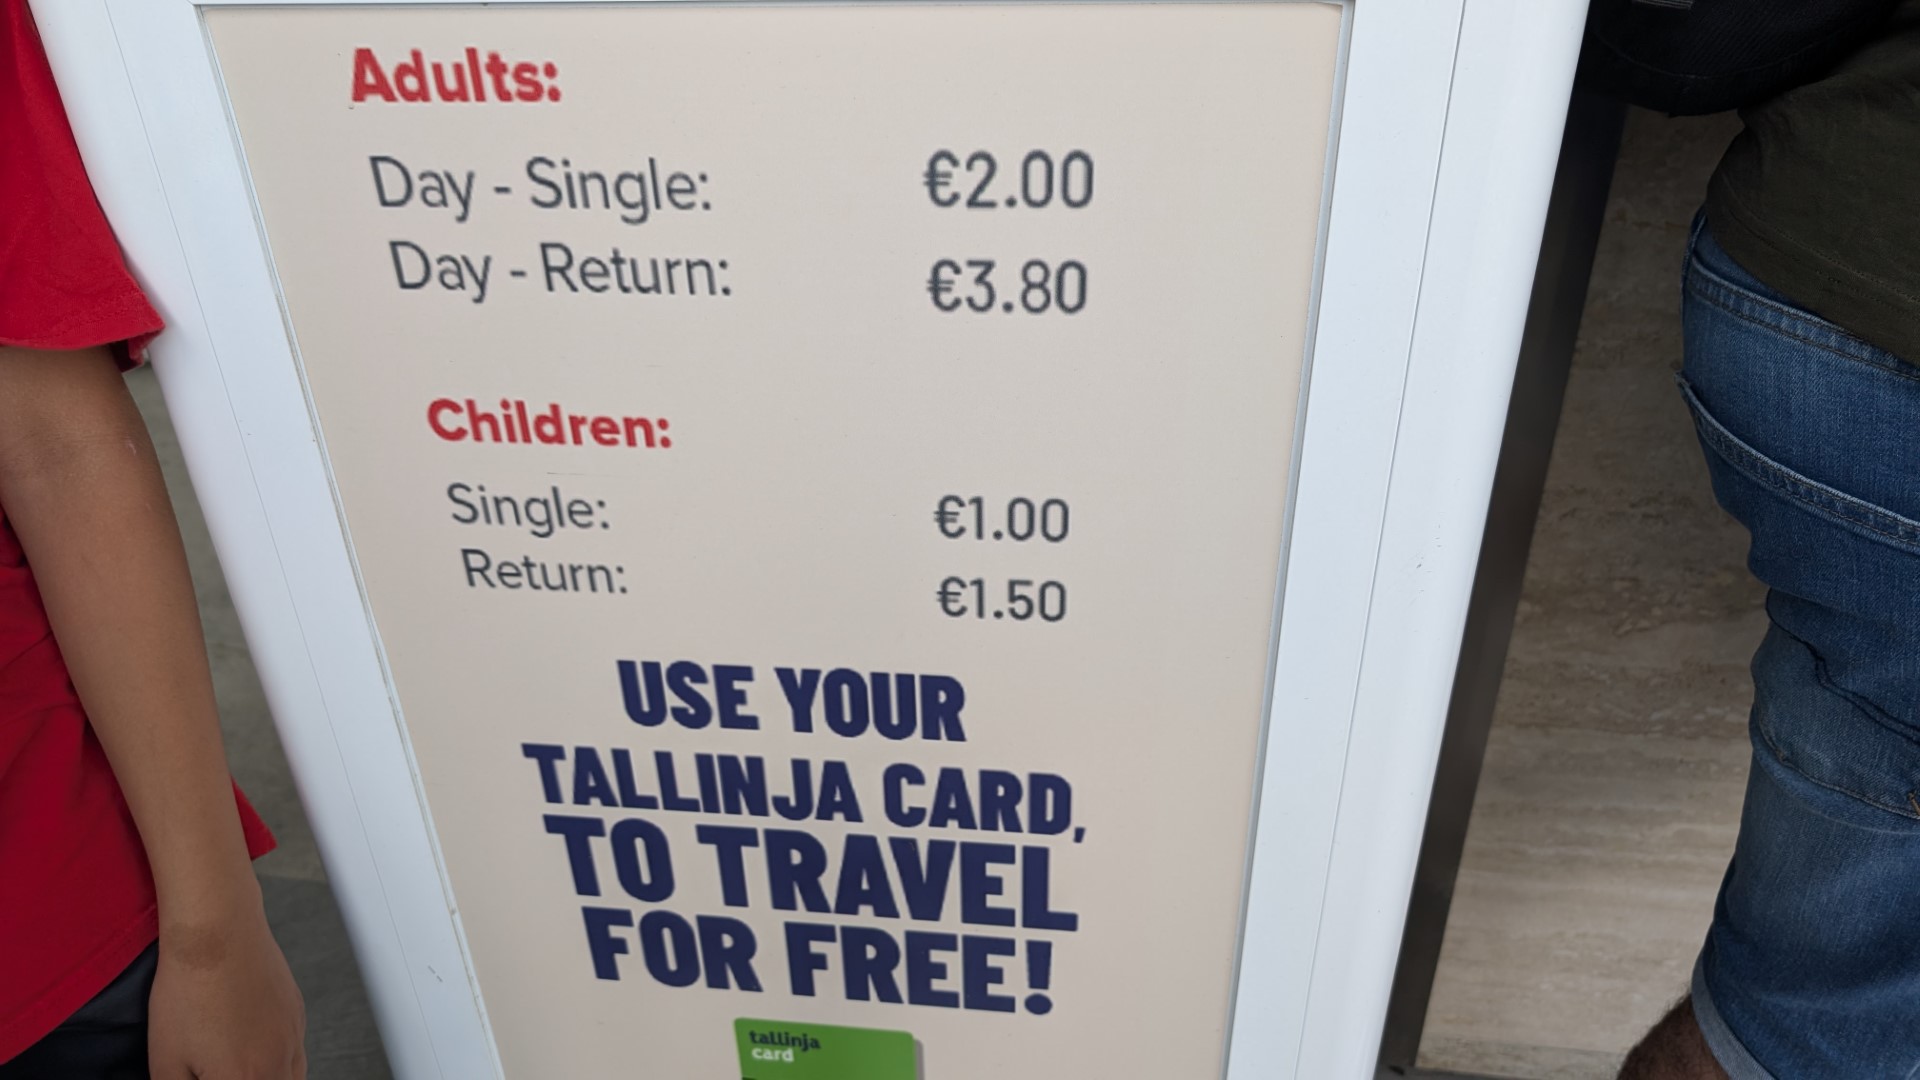 Adults:
Day - Single: €2.00
Day - Return: €3.80
Children:
Single: €1.00
Return: €1.50
USE YOUR
TALLINJA CARD,
TO TRAVEL
FOR FREE!
tallinja
card